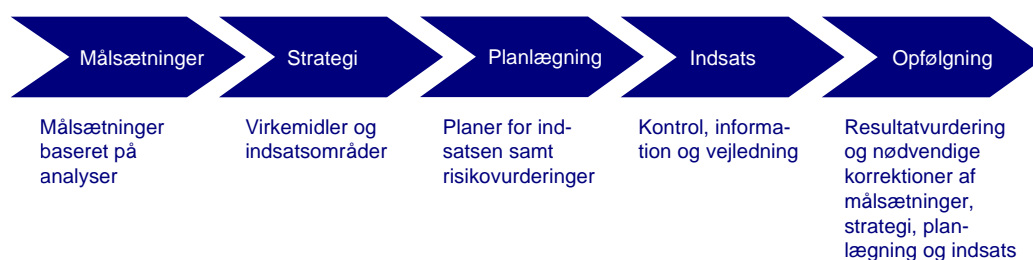 Målsætninger
Strategi
Planlægning
Indsats
Opfølgning
Målsætninger
baseret på
analyser
Virkemidler og
indsatsområder
Planer for ind-
satsen samt
risikovurderinger
Kontrol, informa-
tion og vejledning
Resultatvurdering
og nødvendige
korrektioner af
målsætninger,
strategi, plan-
lægning og indsats